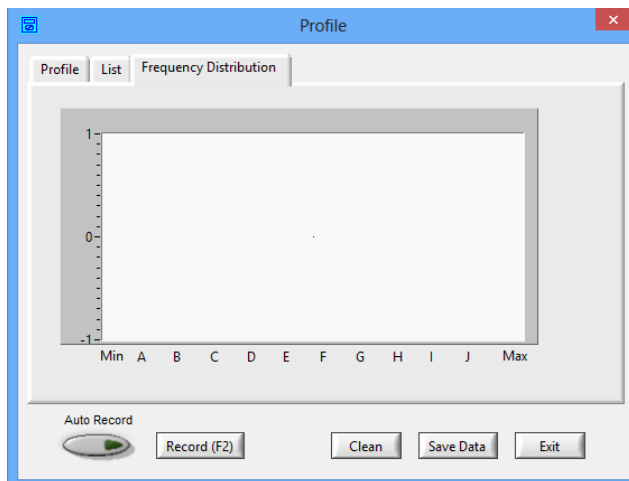 Profile
Profile List Frequency Distribution
1
0
-1
Min A B C D E F G H I J Max
Auto Record
Record (F2) Clean Save Data Exit